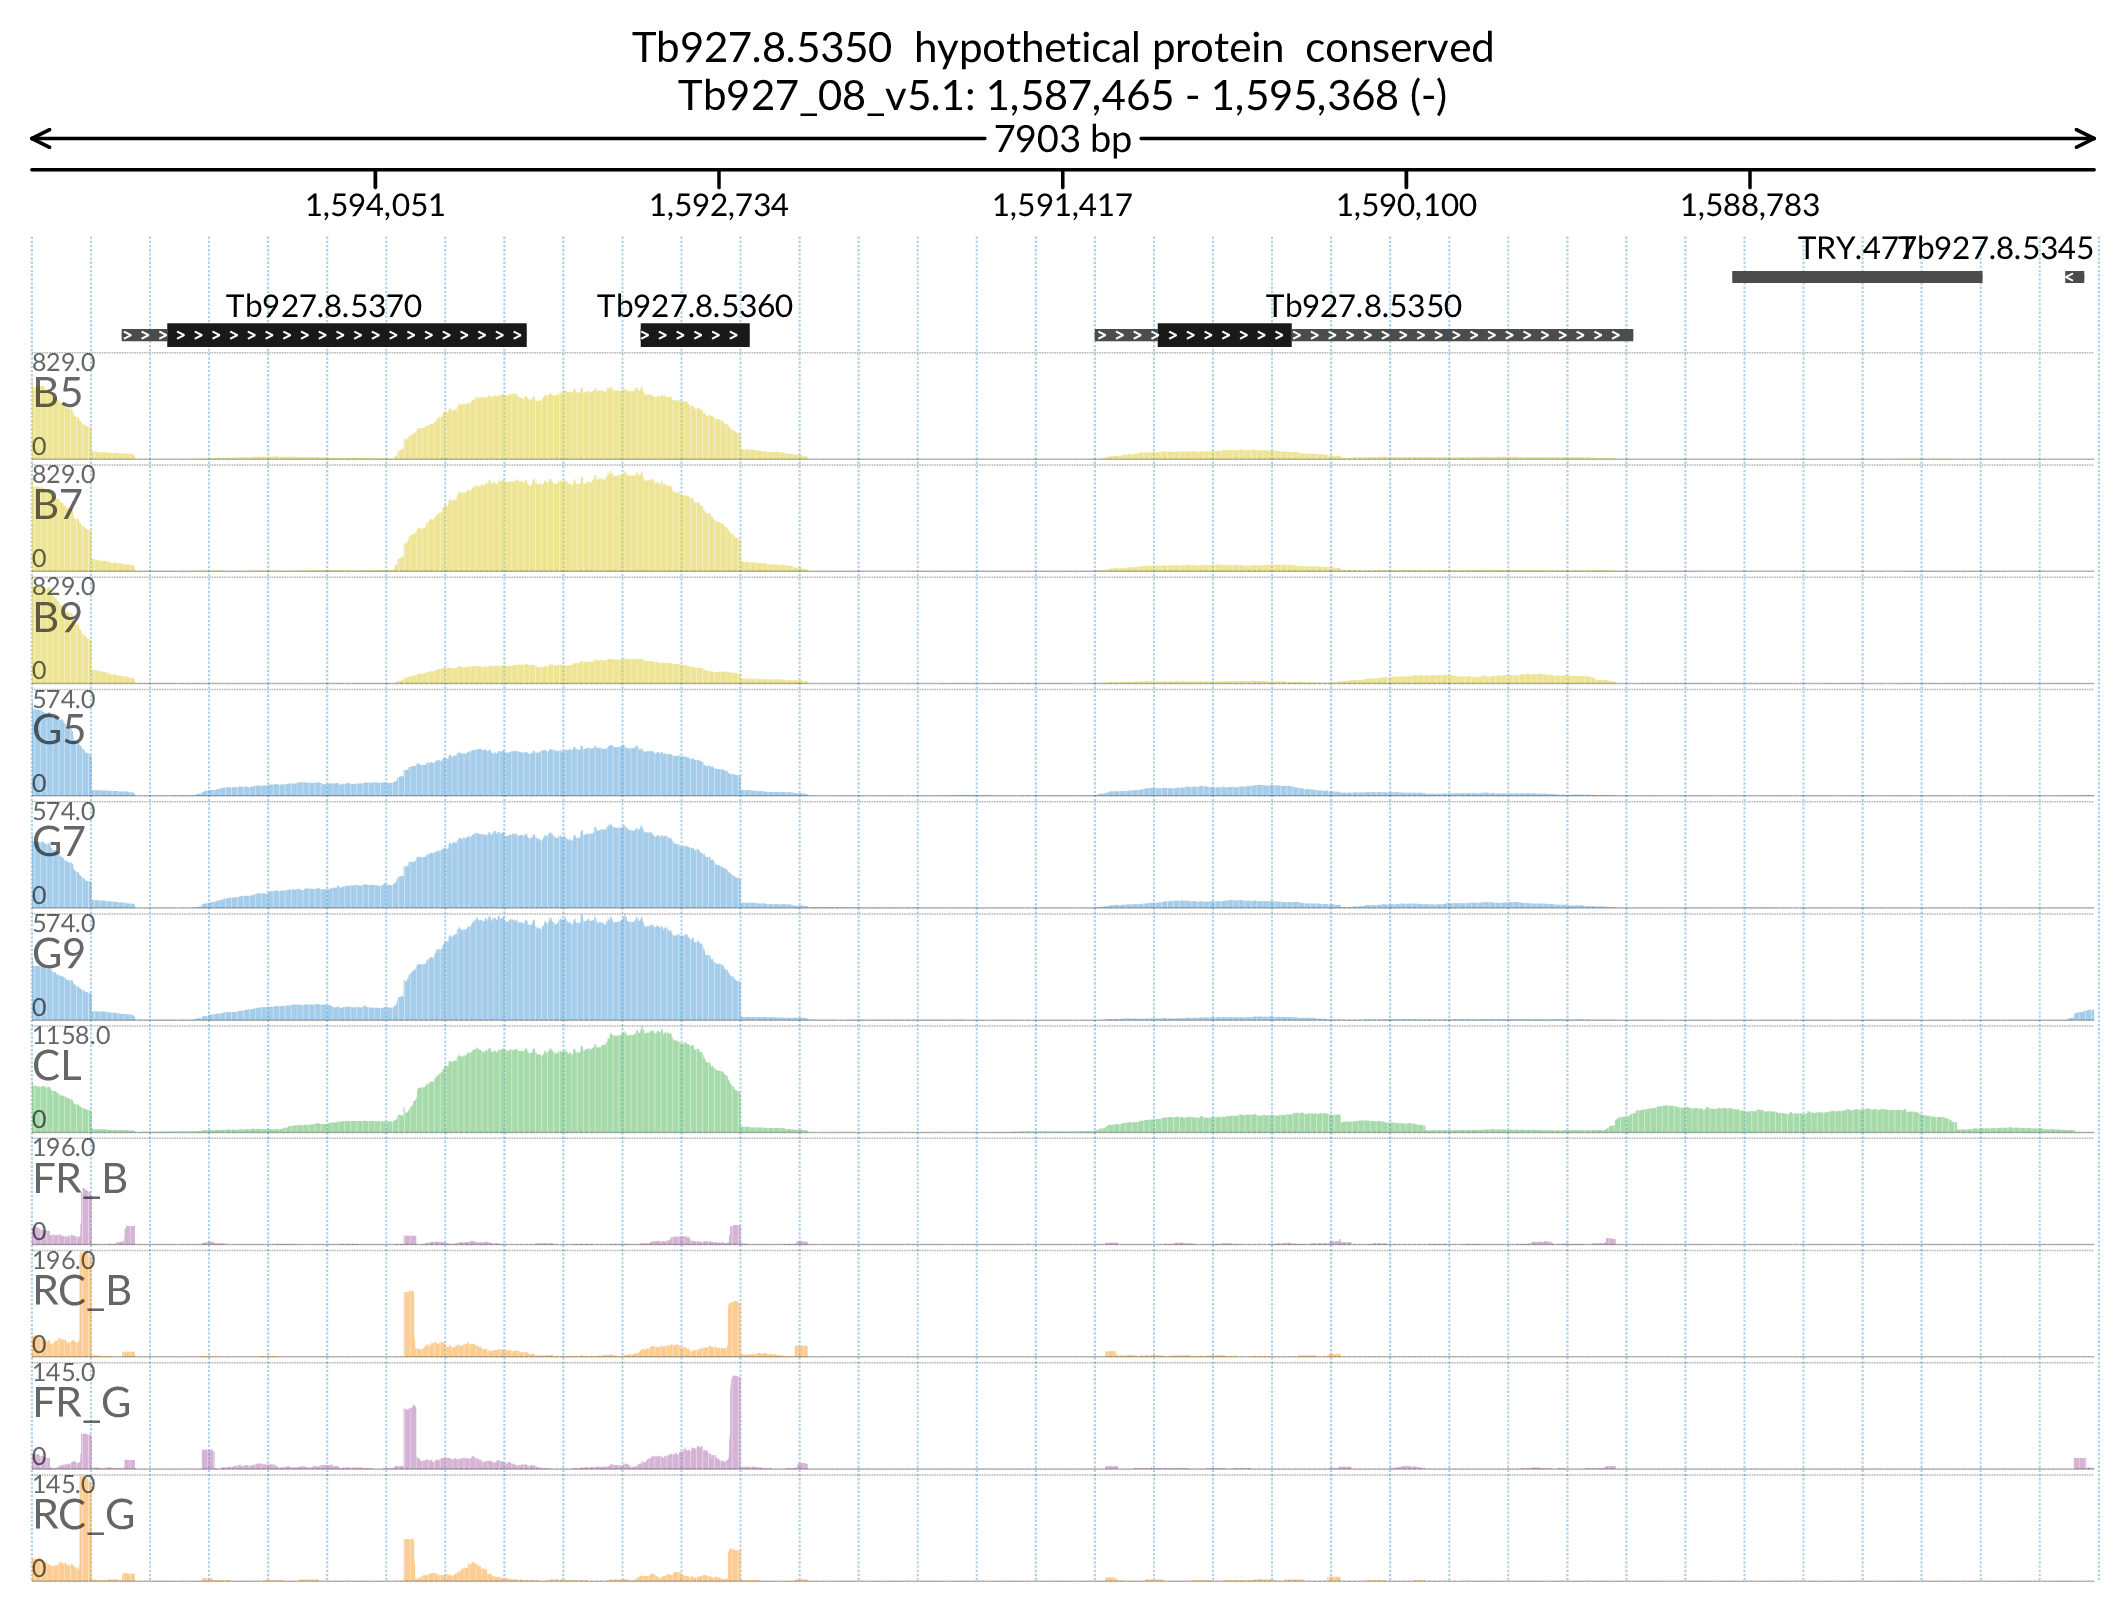 Tb927.8.5350 hypothetical protein conserved
Tb927_08_v5.1: 1,587,465 - 1,595,368 (-)
7903 bp
1,594,051 1,592,734 1,591,417 1,590,100 1,588,783
TRY.477 Tb927.8.5345
Tb927.8.5370 Tb927.8.5360 Tb927.8.5350
829.0
B5
0
829.0
B7
0
829.0
B9
0
574.0
G5
0
574.0
G7
0
574.0
G9
0
1158.0
CL
0
196.0
FR_B
0
196.0
RC_B
0
145.0
FR_G
0
145.0
RC_G
0